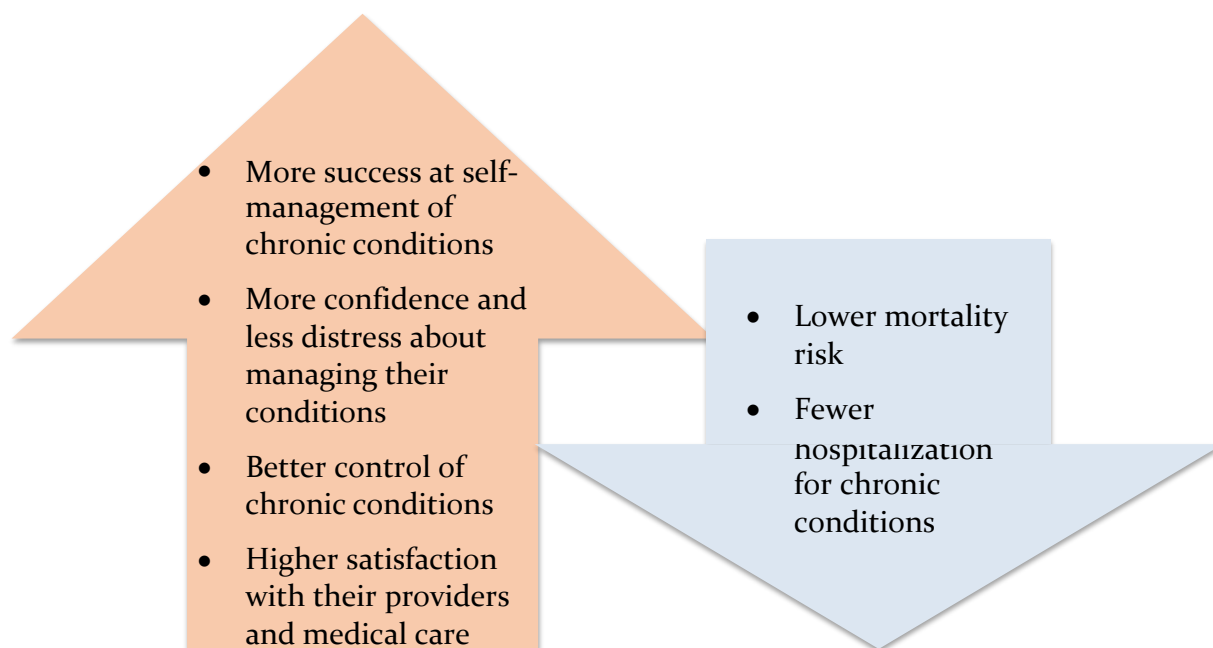 • More success at self-
management of
chronic conditions
• More confidence and
less distress about
managing their
conditions
• Better control of
chronic conditions
• Higher satisfaction
with their providers
and medical care
• Lower mortality
risk
• Fewer
hospitalization
for chronic
conditions